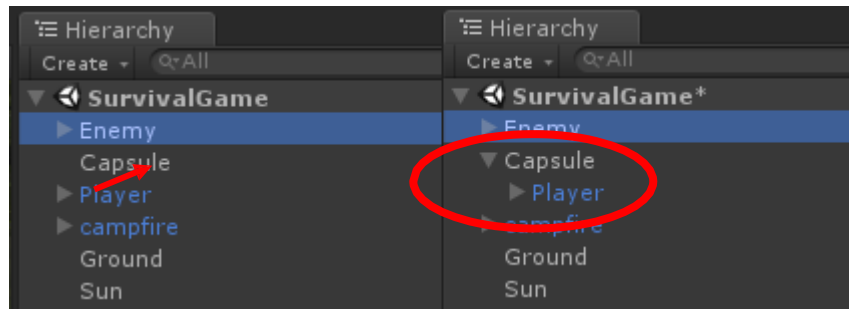 Hierarchy
Create All
SurvivalGame
Enemy
Capsule
Player
campfire
Ground
Sun
Hierarchy
Create All
SurvivalGame*
Enemy
Capsule
Player
campfire
Ground
Sun